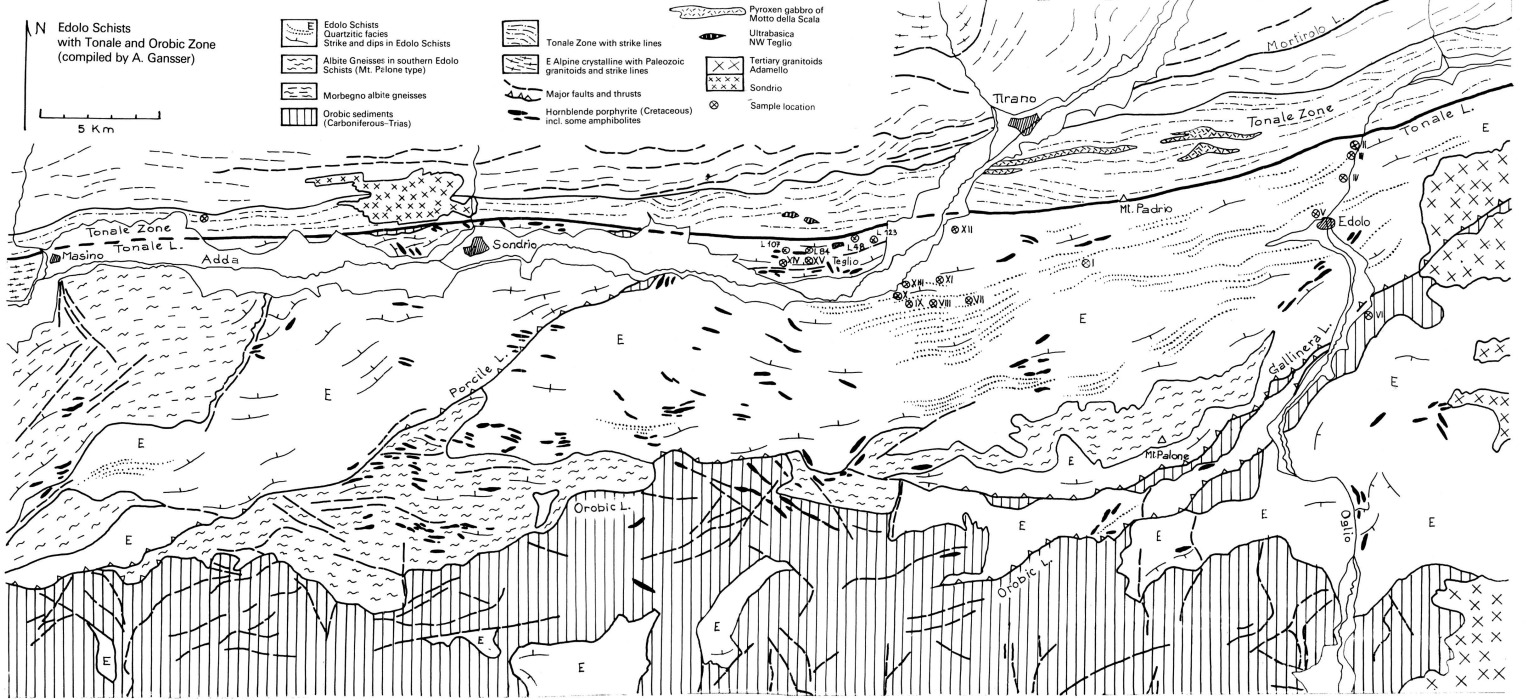 N
Edolo Schists
with Tonale and Orobic Zone
(compiled by A. Gansser)
5 Km
E
Edolo Schists
Quartzitic facies
Strike and dips in Edolo Schists
Albite Gneisses in southern Edolo
Schists (Mt. Palone type)
Morbegno albite gneisses
Orobic sediments
(Carboniferous–Trias)
Tonale Zone with strike lines
E Alpine crystalline with Paleozoic
granitoids and strike lines
Major faults and thrusts
Hornblende porphyrite (Cretaceous)
incl. some amphibolites
Pyroxen gabbro of
Motto della Scala
Ultrabasica
NW Teglio
Tertiary granitoids
Adamello
Sondrio
Sample location
Mortirolo L.
Tirano
Tonale Zone
Tonale L.
E
II
III
IV
V
Edolo
Mt. Padrio
Tonale Zone
Tonale L.
Masino
Adda
Sondrio
L 107
L 84
L 48
L 123
XIV
XV
Teglio
XII
I
XIII
XI
X
IX
VIII
VII
VI
E
E
E
E
Porcile L.
Gallinera L.
E
Mt. Palone
E
Orobic L.
E
E
E
E
Oglio
E
Orobic L.
E
E
E
E